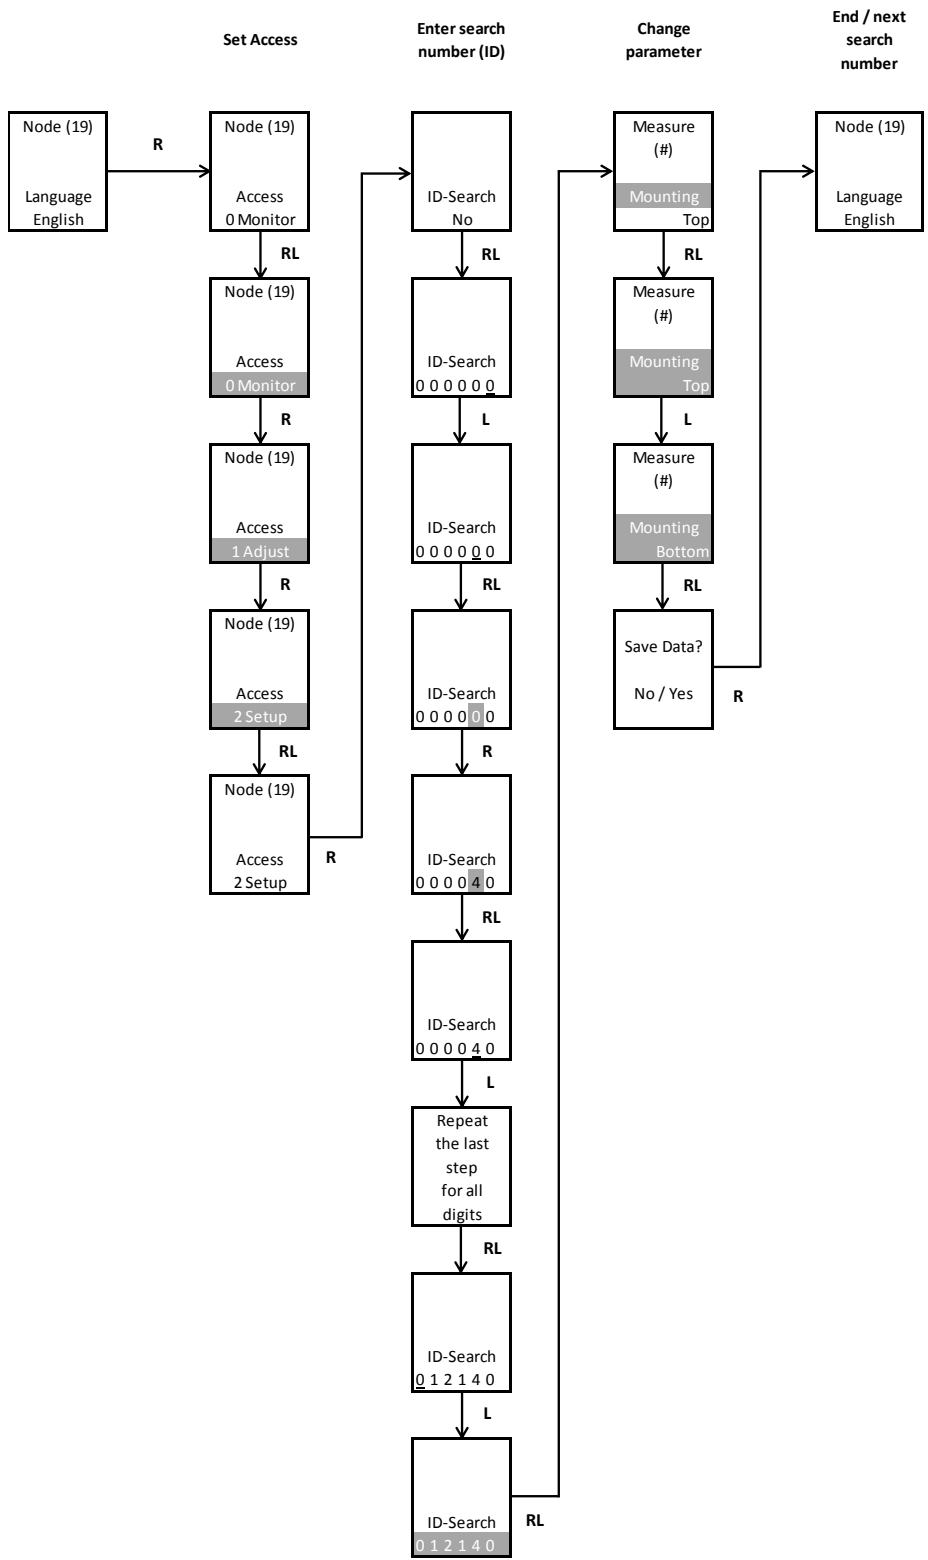 Set Access
Enter search
number (ID)
Change
parameter
End / next
search
number
Node (19)
Language
English
R
Node (19)
Access
0 Monitor
RL
Node (19)
Access
0 Monitor
R
Node (19)
Access
1 Adjust
R
Node (19)
Access
2 Setup
RL
Node (19)
Access
2 Setup
R
ID-Search
No
RL
ID-Search
0 0 0 0 0 0
L
ID-Search
0 0 0 0 0 0
RL
ID-Search
0 0 0 0 0 0
R
ID-Search
0 0 0 0 4 0
RL
ID-Search
0 0 0 0 4 0
L
Repeat
the last
step
for all
digits
RL
ID-Search
0 1 2 1 4 0
L
ID-Search
0 1 2 1 4 0
RL
Measure
(#)
Mounting
Top
RL
Measure
(#)
Mounting
Top
L
Measure
(#)
Mounting
Bottom
RL
Save Data?
No / Yes
R
Node (19)
Language
English